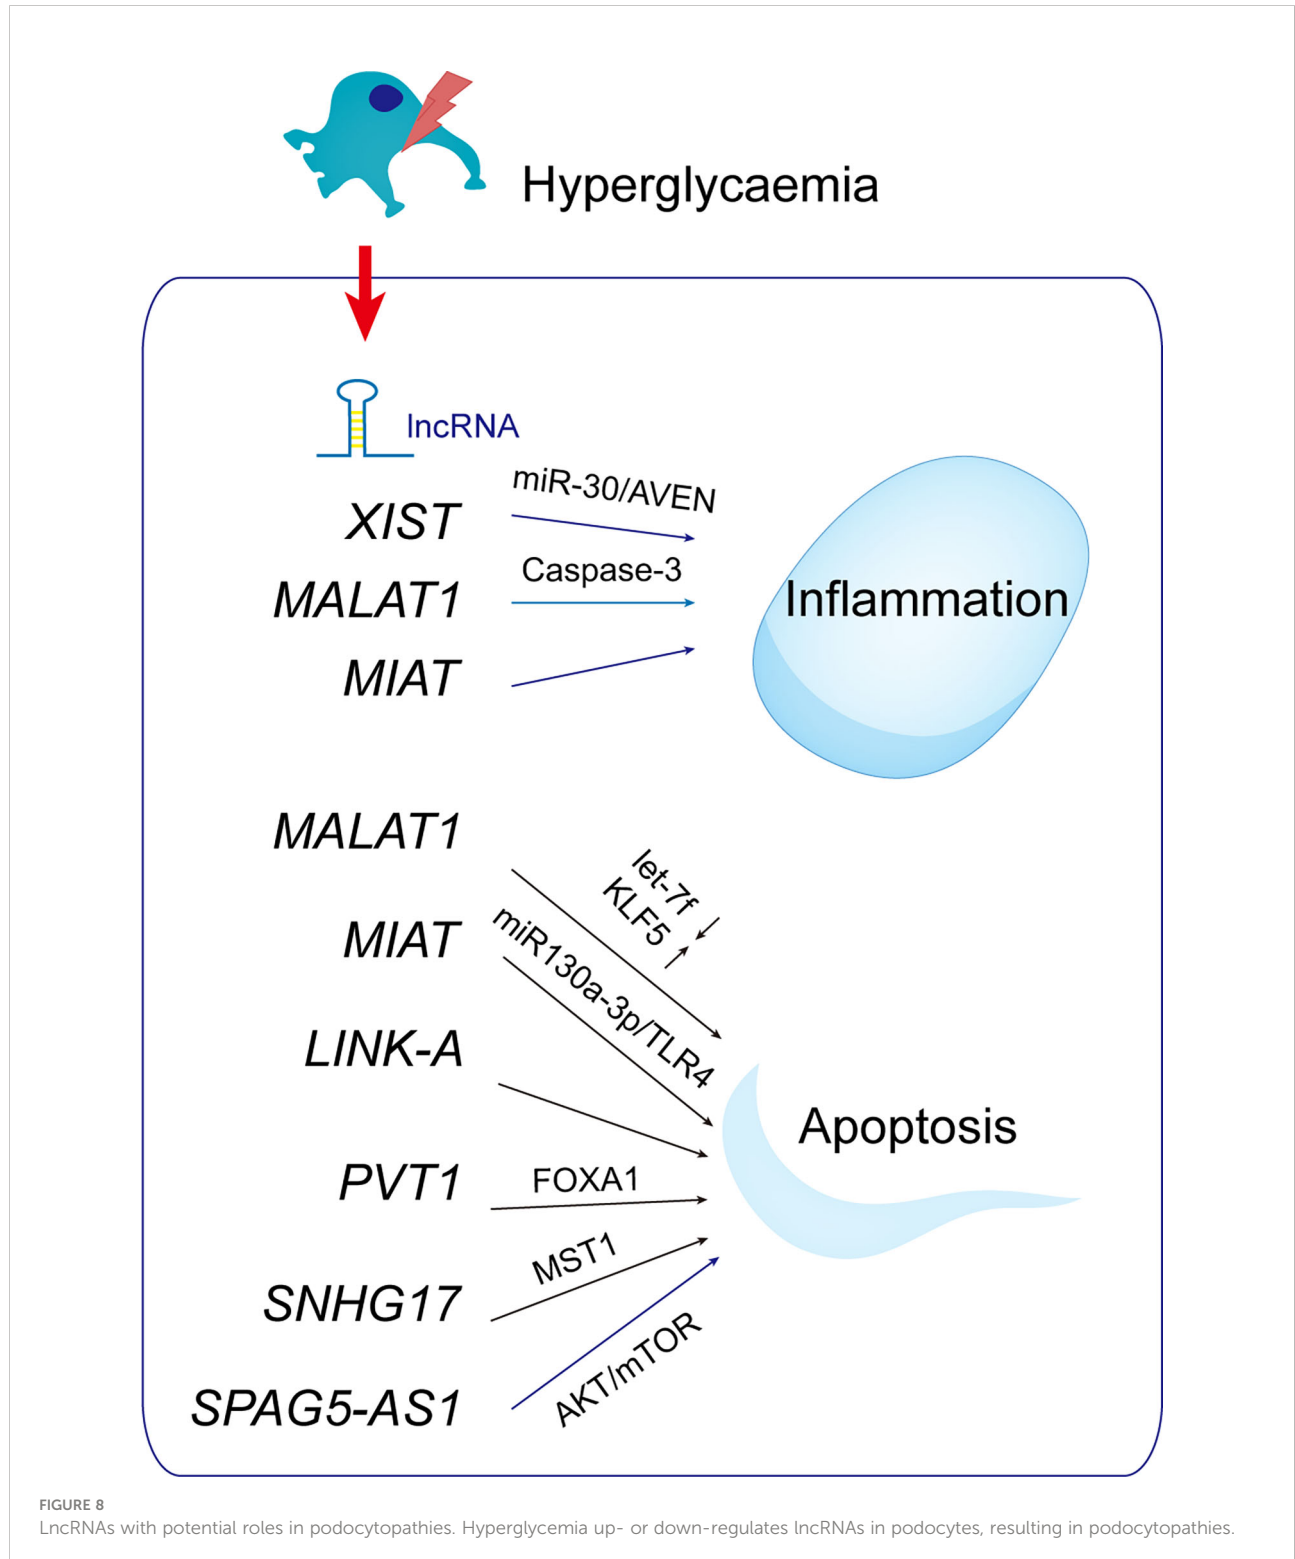 Hyperglycaemia
lncRNA
miR-30/AVEN
XIST
Caspase-3
MALAT1
Inflammation
MIAT
MALAT1
let-7f
KLF5
MIAT
miR130a-3p/TLR4
LINK-A
Apoptosis
PVT1
FOXA1
SNHG17
MST1
SPAG5-AS1
AKT/mTOR
FIGURE 8
LncRNAs with potential roles in podocytopathies. Hyperglycemia up- or down-regulates lncRNAs in podocytes, resulting in podocytopathies.